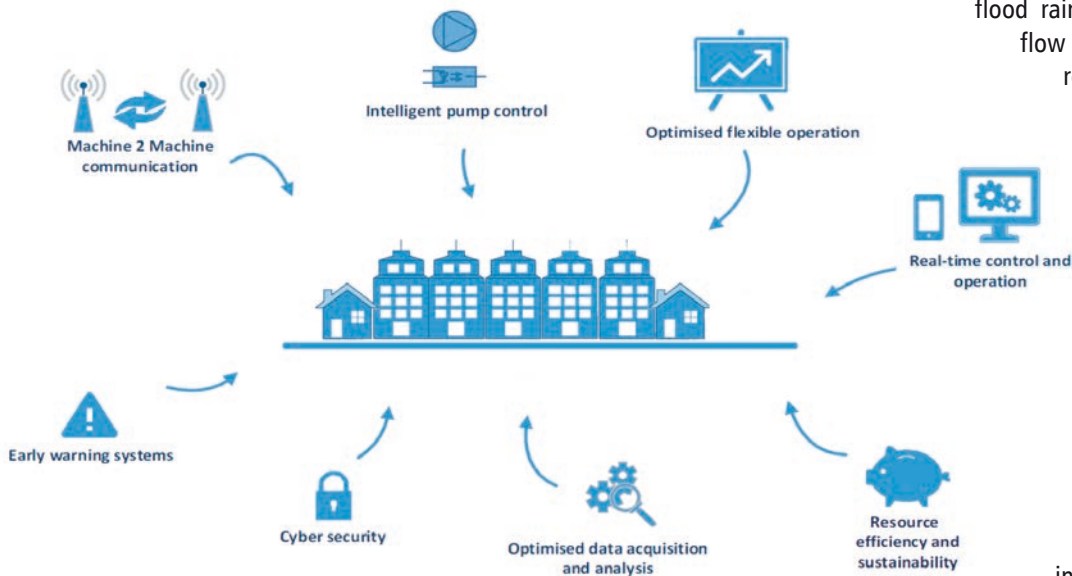 flood rain
flow
Intelligent pump control
Optimised flexible operation
Machine 2 Machine
communication
Real-time control and
operation
Early warning systems
Cyber security
Optimised data acquisition
and analysis
Resource
efficiency and
sustainability